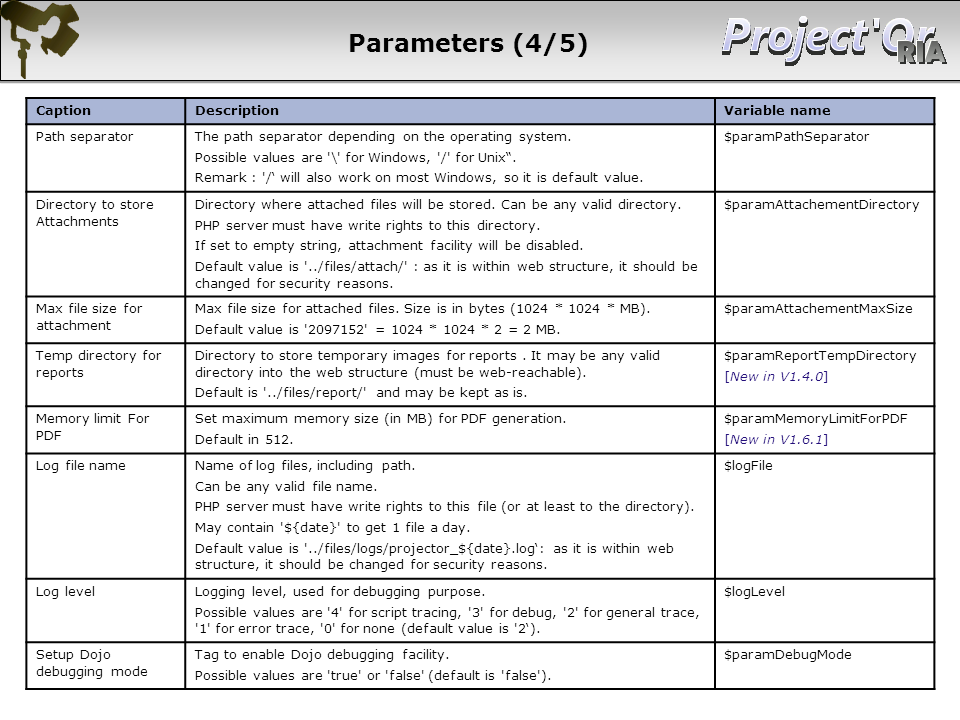 Parameters (4/5)
Project'Or
RIA
Caption Description Variable name
Path separator
The path separator depending on the operating system.
Possible values are '\' for Windows, '/' for Unix“.
Remark : '/‘ will also work on most Windows, so it is default value.
$paramPathSeparator
Directory to store
Attachments
Directory where attached files will be stored. Can be any valid directory.
PHP server must have write rights to this directory.
If set to empty string, attachment facility will be disabled.
Default value is '../files/attach/' : as it is within web structure, it should be
changed for security reasons.
$paramAttachementDirectory
Max file size for
attachment
Max file size for attached files. Size is in bytes (1024 * 1024 * MB).
Default value is '2097152' = 1024 * 1024 * 2 = 2 MB.
$paramAttachementMaxSize
Temp directory for
reports
Directory to store temporary images for reports . It may be any valid
directory into the web structure (must be web-reachable).
Default is '../files/report/' and may be kept as is.
$paramReportTempDirectory
[New in V1.4.0]
Memory limit For
PDF
Set maximum memory size (in MB) for PDF generation.
Default in 512.
$paramMemoryLimitForPDF
[New in V1.6.1]
Log file name
Name of log files, including path.
Can be any valid file name.
PHP server must have write rights to this file (or at least to the directory).
May contain '${date}' to get 1 file a day.
Default value is '../files/logs/projector_${date}.log‘: as it is within web
structure, it should be changed for security reasons.
$logFile
Log level
Logging level, used for debugging purpose.
Possible values are '4' for script tracing, '3' for debug, '2' for general trace,
'1' for error trace, '0' for none (default value is '2‘).
$logLevel
Setup Dojo
debugging mode
Tag to enable Dojo debugging facility.
Possible values are 'true' or 'false' (default is 'false').
$paramDebugMode